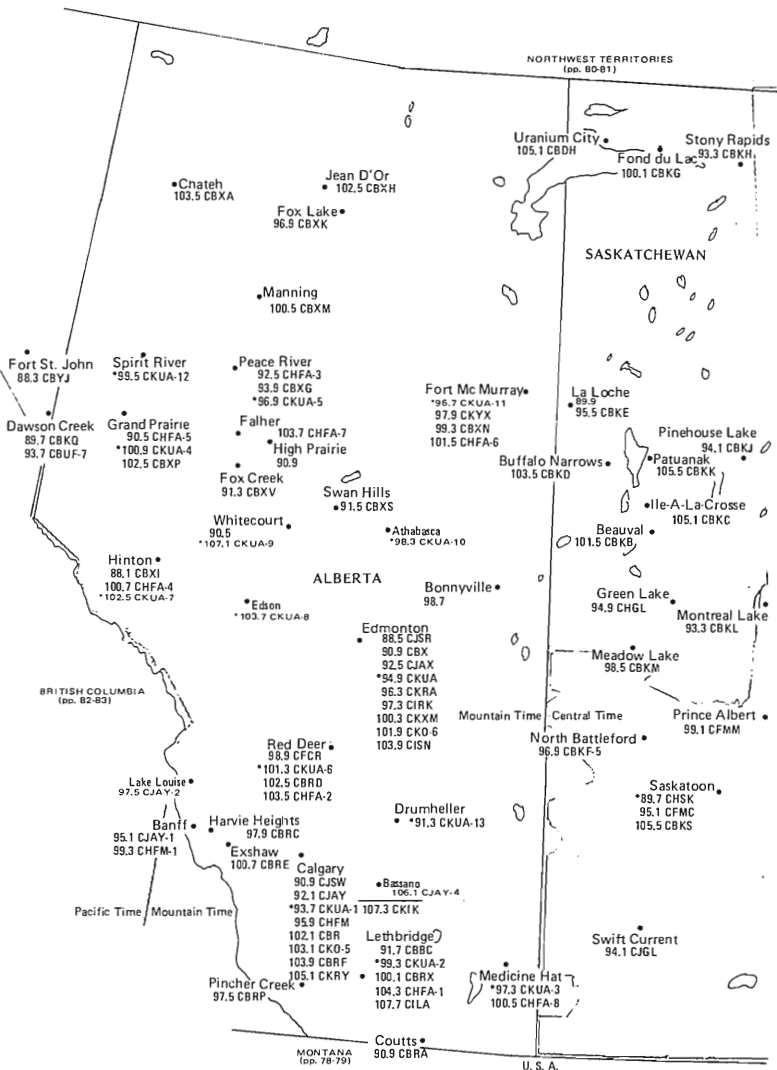 NORTHWEST TERRITORIES
(pp. 80-81)
Uranium City
105.1 CBDH
Stony Rapids
93.3 CBKH
Fond du Lac
100.1 CBKG
Chateh
103.5 CBXA
Jean D'Or
102.5 CBXH
Fox Lake
96.9 CBXK
SASKATCHEWAN
Manning
100.5 CBXM
Fort St. John
88.3 CBYJ
Spirit River
*99.5 CKUA-12
Peace River
92.5 CHFA-3
93.9 CBXG
*96.9 CKUA-5
Fort Mc Murray
*96.7 CKUA-11
97.9 CKYX
99.3 CBXN
101.5 CHFA-6
La Loche
89.9
95.5 CBKE
Dawson Creek
89.7 CBKQ
93.7 CBUF-7
Grand Prairie
90.5 CHFA-5
*100.9 CKUA-4
102.5 CBXP
Falher
103.7 CHFA-7
High Prairie
90.9
Fox Creek
91.3 CBXV
Pinehouse Lake
94.1 CBKJ
Buffalo Narrows
103.5 CBKD
Patuanak
105.5 CBKK
Swan Hills
91.5 CBXS
Ile-A-La-Crosse
105.1 CBKC
Whitecourt
90.5
*107.1 CKUA-9
Athabasca
*98.3 CKUA-10
Beauval
101.5 CBKB
Hinton
88.1 CBXI
100.7 CHFA-4
*102.5 CKUA-7
ALBERTA
Bonnyville
98.7
Edson
*103.7 CKUA-8
Green Lake
94.9 CHGL
Montreal Lake
93.3 CBKL
Edmonton
88.5 CJSR
90.9 CBX
92.5 CJAX
*94.9 CKUA
96.3 CKRA
97.3 CIRK
100.3 CKXM
101.9 CKO-6
103.9 CISN
Meadow Lake
98.5 CBKM
BRITISH COLUMBIA
(pp. 82-83)
Mountain Time Central Time
Prince Albert
99.1 CFMM
Red Deer
98.9 CFCR
*101.3 CKUA-6
102.5 CBRD
103.5 CHFA-2
North Battleford
96.9 CBKF-5
Lake Louise
97.5 CJAY-2
Saskatoon
*89.7 CHSK
95.1 CFMC
105.5 CBKS
Banff
95.1 CJAY-1
99.3 CHFM-1
Harvie Heights
97.9 CBRC
Drumheller
*91.3 CKUA-13
Exshaw
100.7 CBRE
Calgary
90.9 CJSW
92.1 CJAY
*93.7 CKUA-1
95.9 CHFM
102.1 CBR
103.1 CKO-5
103.9 CBRF
105.1 CKRY
Bassano
106.1 CJAY-4
107.3 CKIK
Pacific Time Mountain Time
Lethbridge
91.7 CBBC
*99.3 CKUA-2
100.1 CBRX
104.3 CHFA-1
107.7 CILA
Swift Current
94.1 CJGL
Medicine Hat
*97.3 CKUA-3
100.5 CHFA-8
Pincher Creek
97.5 CBRP
Coutts
90.9 CBRA
MONTANA
(pp. 78-79)
U. S. A.